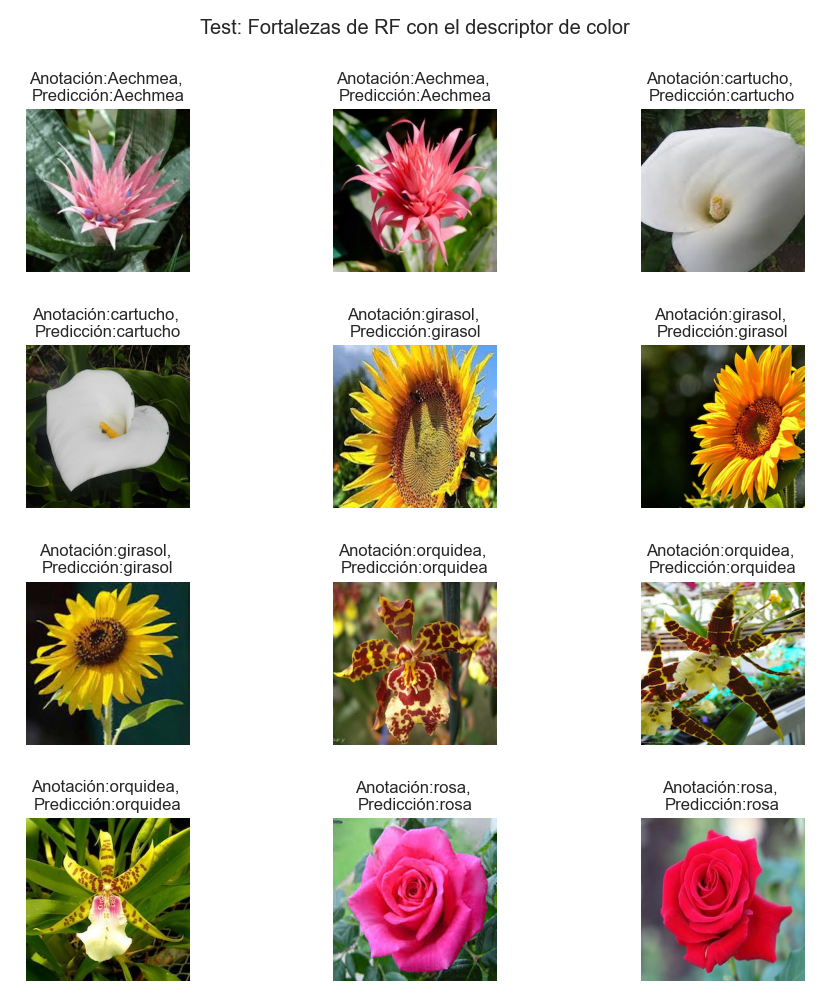 Test: Fortalezas de RF con el descriptor de color
Anotación:Aechmea,
Predicción:Aechmea
Anotación:Aechmea,
Predicción:Aechmea
Anotación:cartucho,
Predicción:cartucho
Anotación:cartucho,
Predicción:cartucho
Anotación:girasol,
Predicción:girasol
Anotación:girasol,
Predicción:girasol
Anotación:girasol,
Predicción:girasol
Anotación:orquidea,
Predicción:orquidea
Anotación:orquidea,
Predicción:orquidea
Anotación:orquidea,
Predicción:orquidea
Anotación:rosa,
Predicción:rosa
Anotación:rosa,
Predicción:rosa